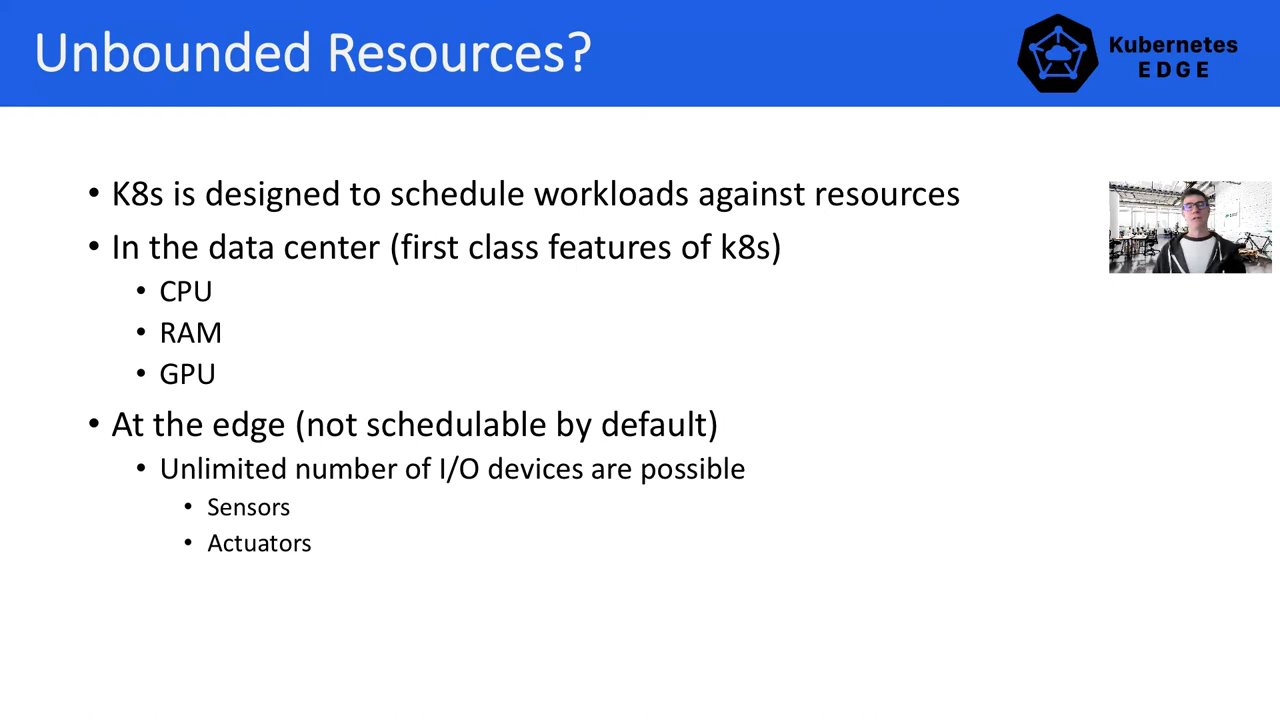 Unbounded Resources?
Kubernetes
EDGE
• K8s is designed to schedule workloads against resources
• In the data center (first class features of k8s)
• CPU
• RAM
• GPU
• At the edge (not schedulable by default)
• Unlimited number of I/O devices are possible
• Sensors
• Actuators